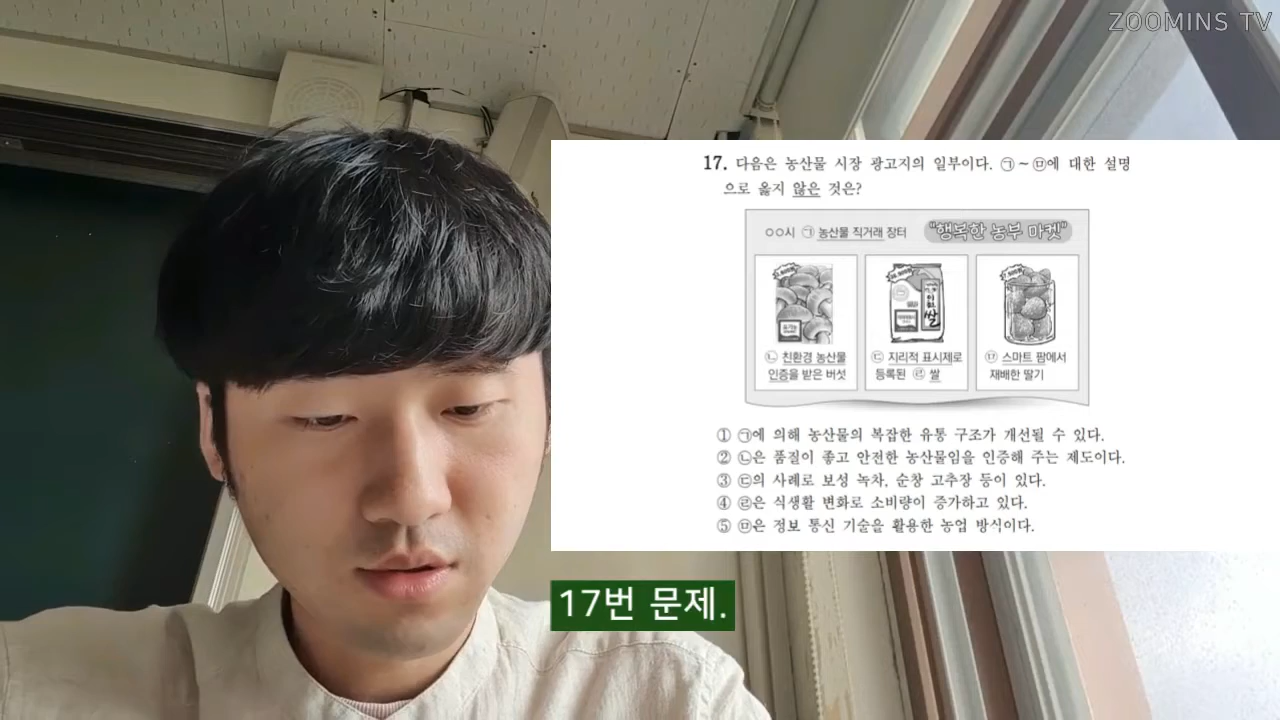 ZOOMINS TV
17. 다음은 농산물 시장 광고지의 일부이다. ㉠~㉤에 대한 설명
으로 옳지 않은 것은?
○○시 ㉠ 농산물 직거래 장터 "행복한 농부 마켓"
㉡ 친환경 농산물
인증을 받은 버섯
㉢ 지리적 표시제로
등록된 ㉣ 쌀
㉤ 스마트 팜에서
재배한 딸기
① ㉠에 의해 농산물의 복잡한 유통 구조가 개선될 수 있다.
② ㉡은 품질이 좋고 안전한 농산물임을 인증해 주는 제도이다.
③ ㉢의 사례로 보성 녹차, 순창 고추장 등이 있다.
④ ㉣은 식생활 변화로 소비량이 증가하고 있다.
⑤ ㉤은 정보 통신 기술을 활용한 농업 방식이다.
17번 문제.